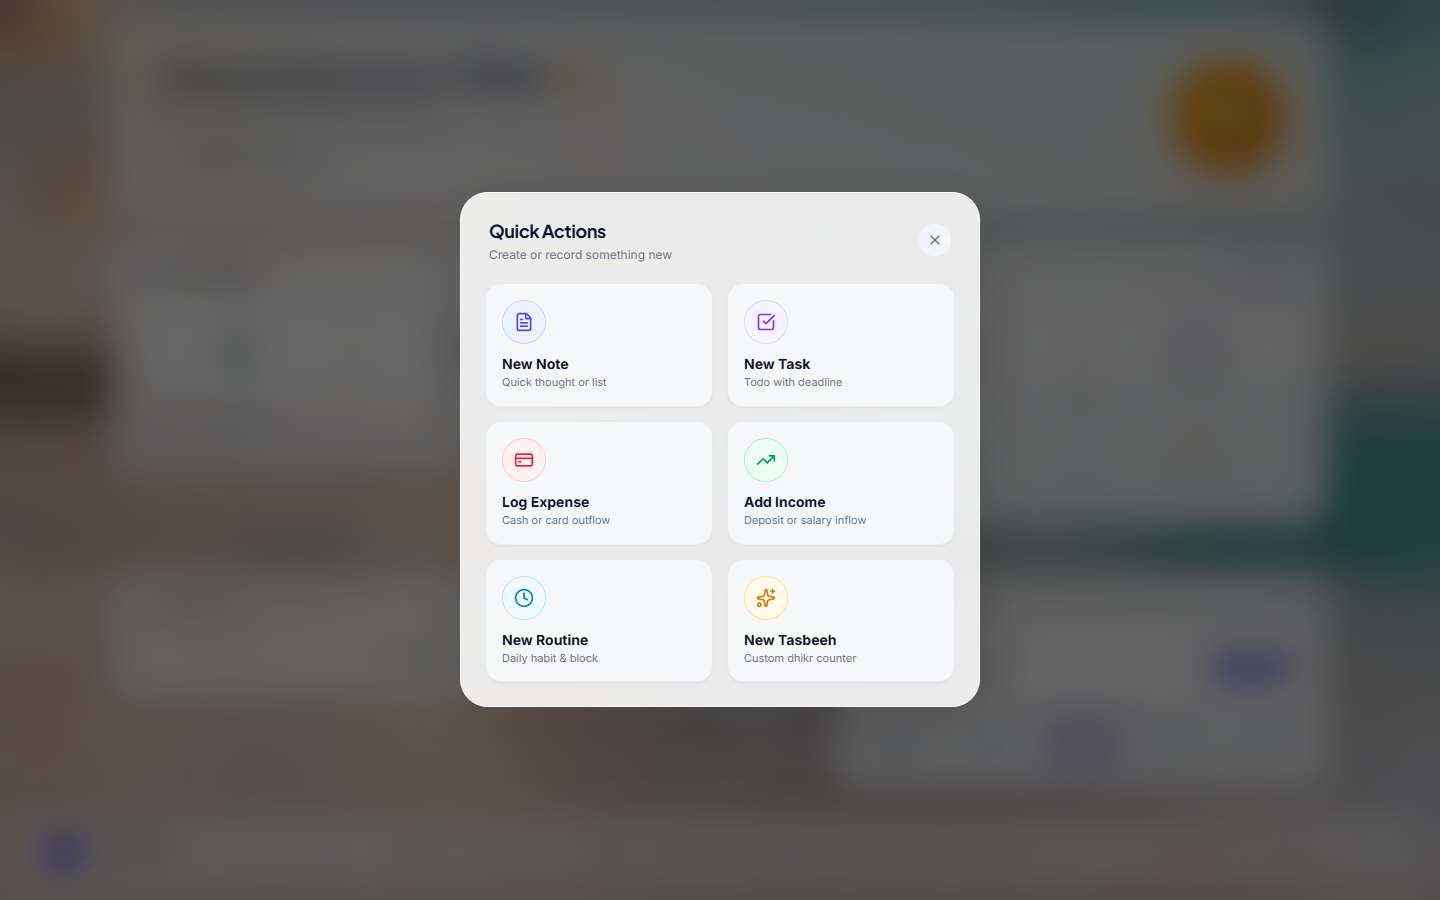 Quick Actions
Create or record something new
New Note
Quick thought or list
New Task
Todo with deadline
Log Expense
Cash or card outflow
Add Income
Deposit or salary inflow
New Routine
Daily habit & block
New Tasbeeh
Custom dhikr counter